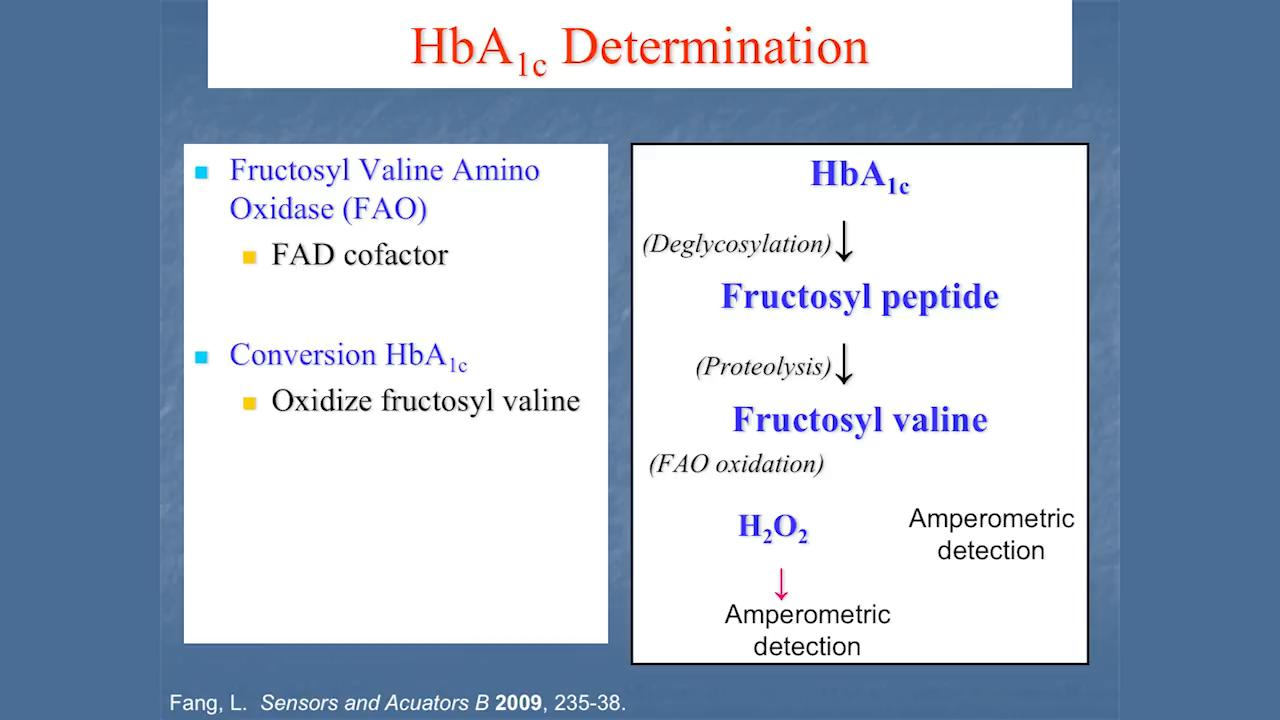 HbA1c Determination
Fructosyl Valine Amino
Oxidase (FAO)
FAD cofactor
Conversion HbA1c
Oxidize fructosyl valine
HbA1c
(Deglycosylation)
Fructosyl peptide
(Proteolysis)
Fructosyl valine
(FAO oxidation)
H2O2
Amperometric
detection
Amperometric
detection
Fang, L. Sensors and Acuators B 2009, 235-38.